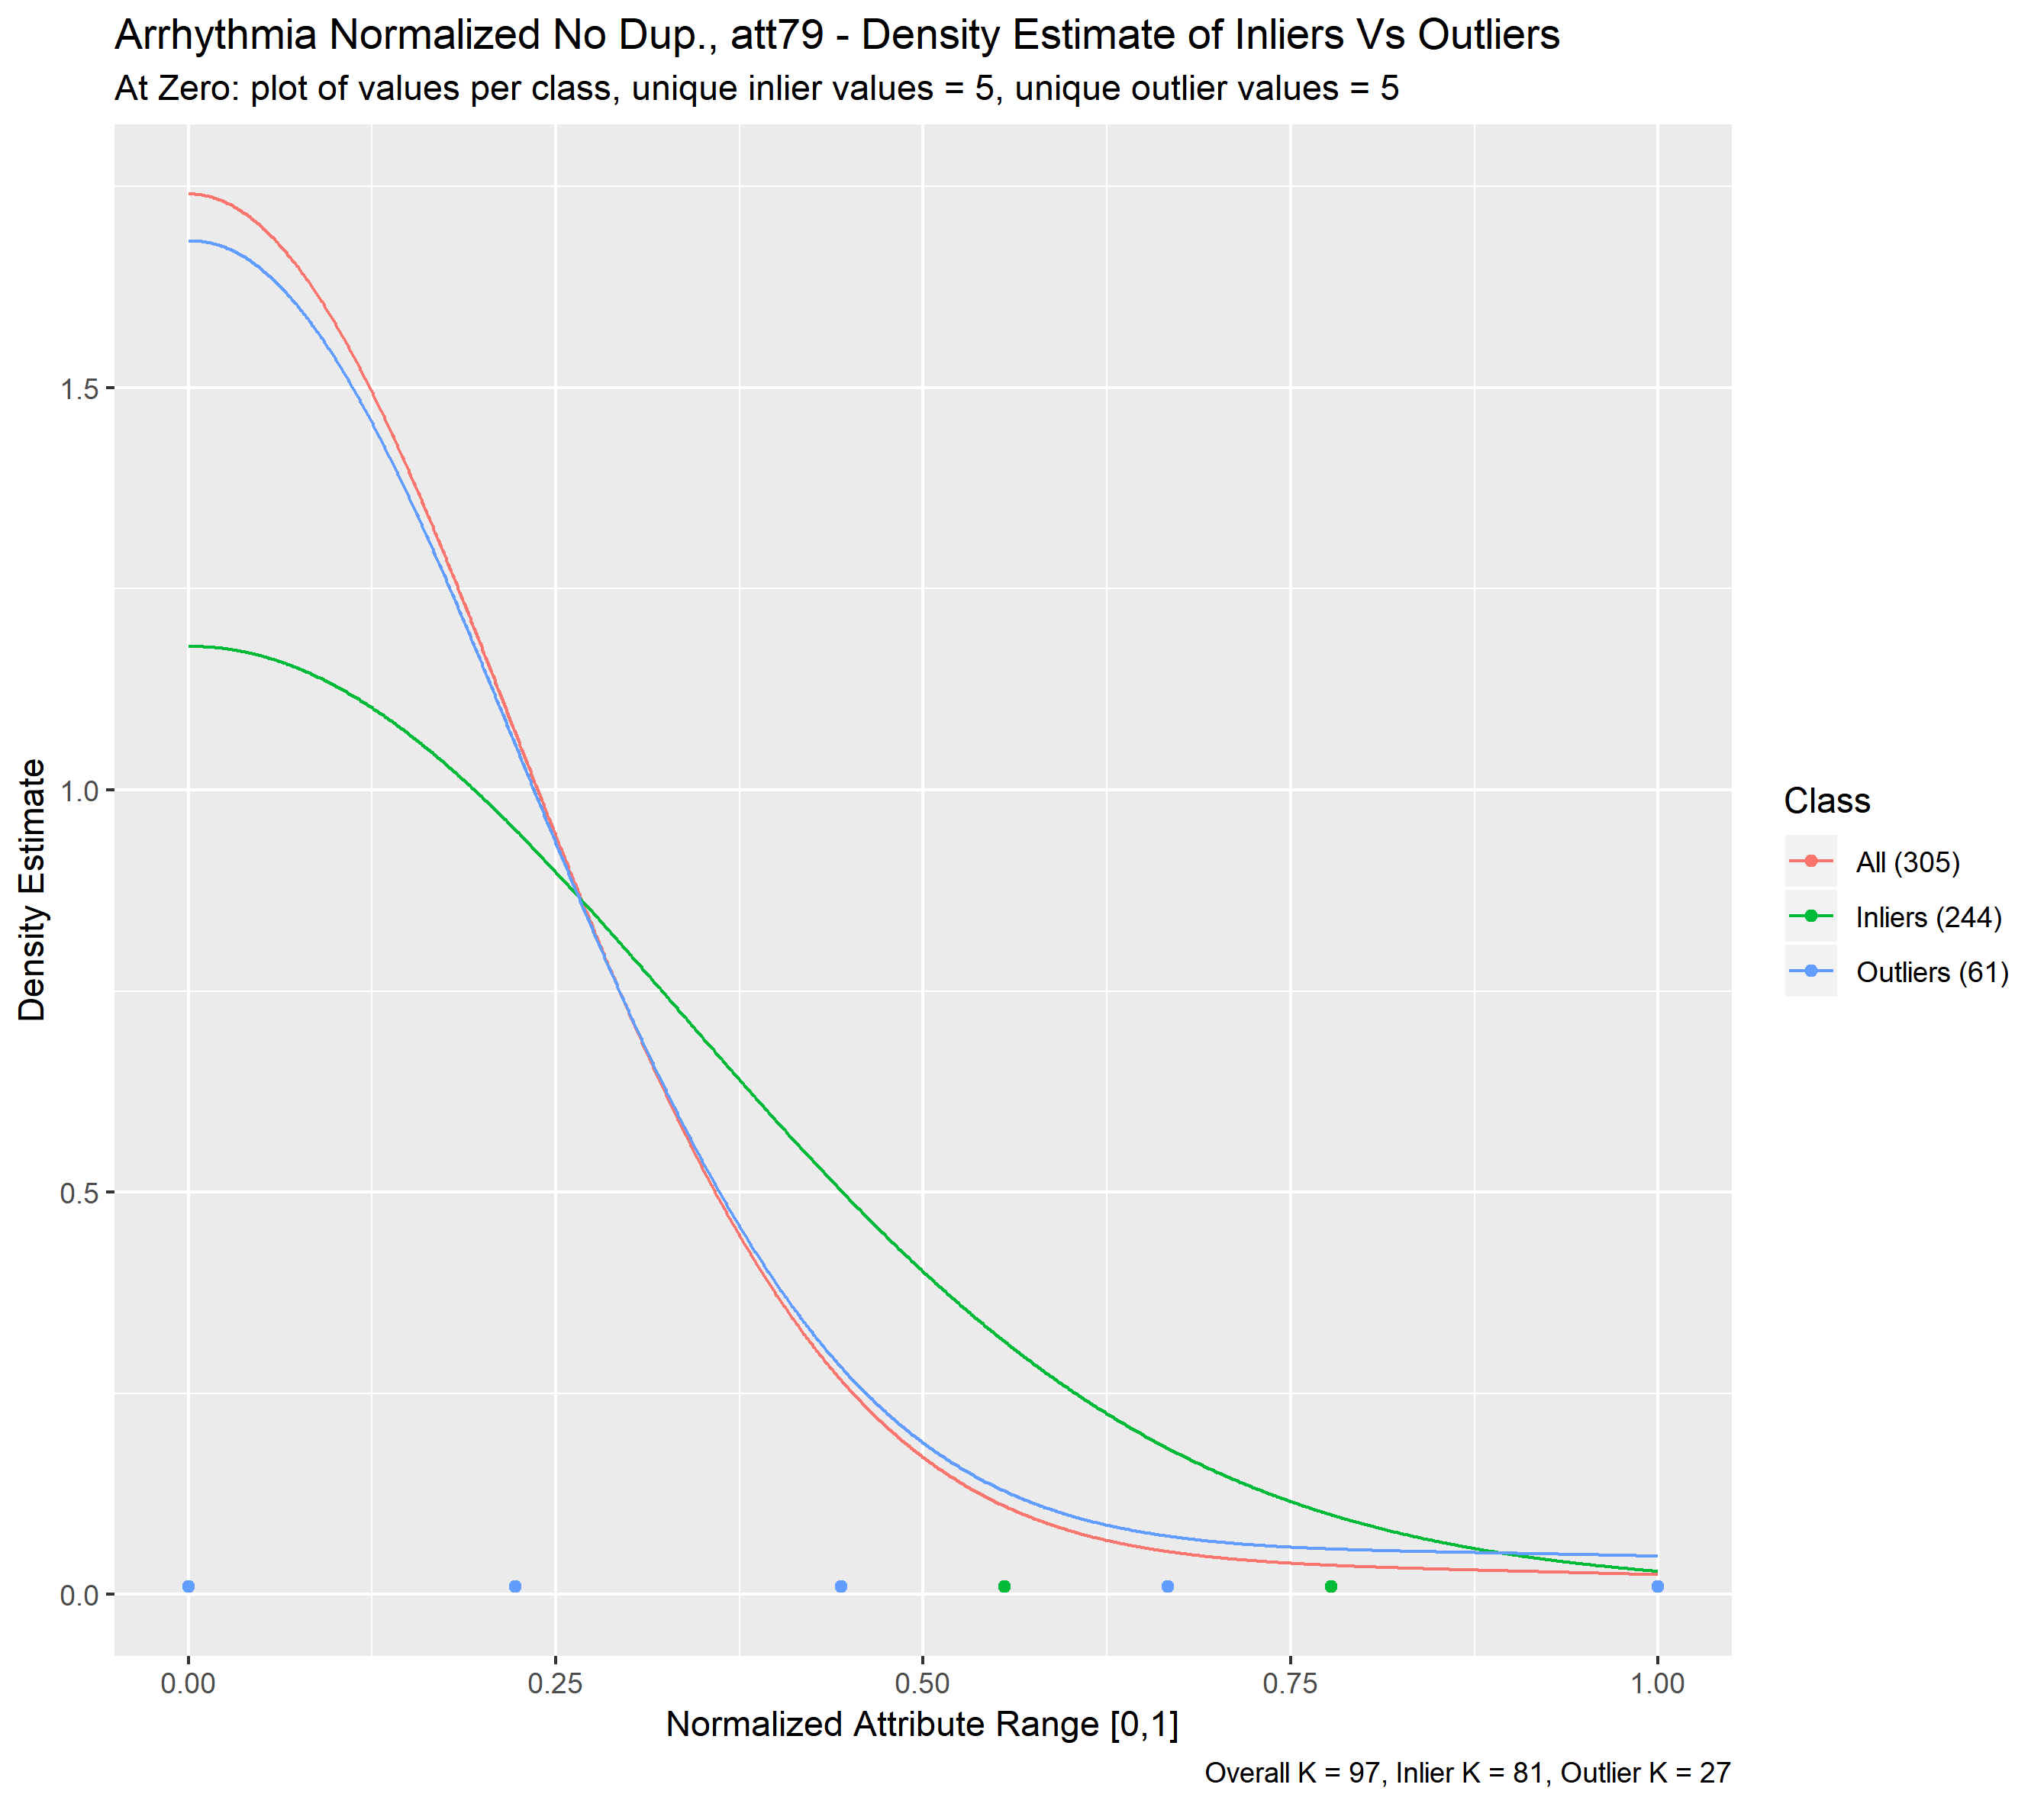 Arrhythmia Normalized No Dup., att79 - Density Estimate of Inliers Vs Outliers
At Zero: plot of values per class, unique inlier values = 5, unique outlier values = 5
Density Estimate
1.5
1.0
0.5
0.0
0.00 0.25 0.50 0.75 1.00
Normalized Attribute Range [0,1]
Class
All (305)
Inliers (244)
Outliers (61)
Overall K = 97, Inlier K = 81, Outlier K = 27